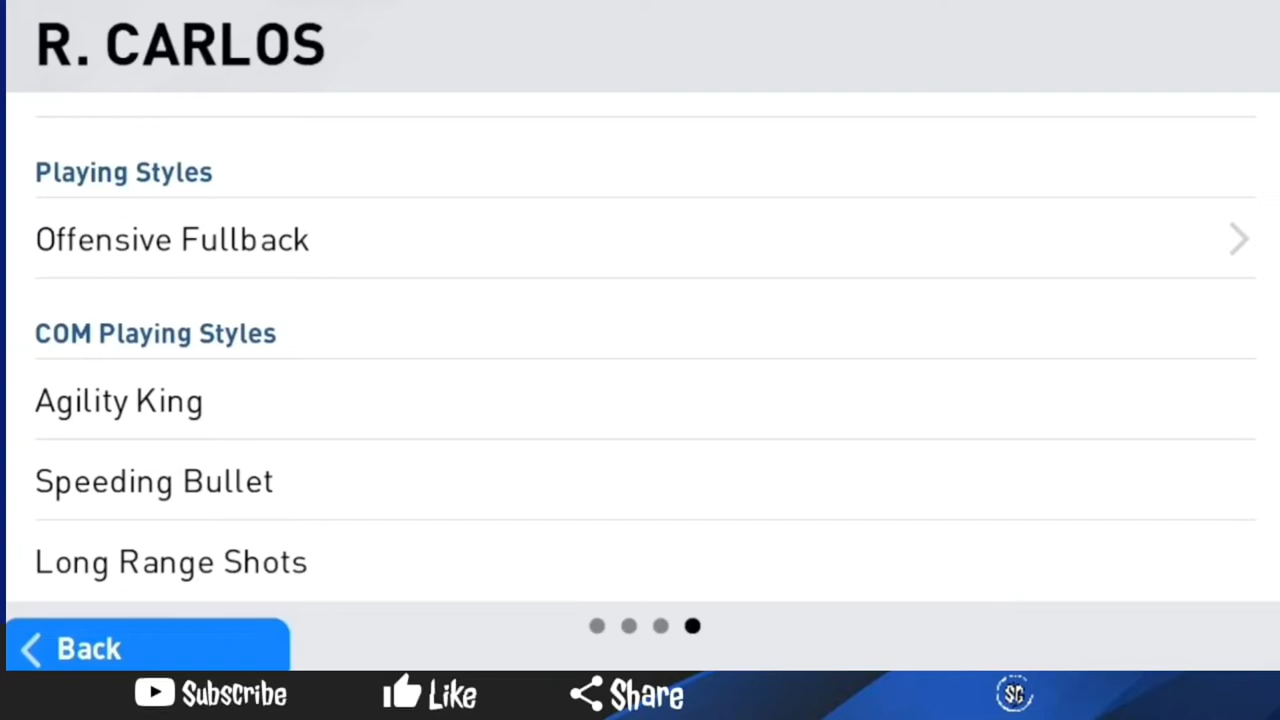 R. CARLOS
Playing Styles
Offensive Fullback
COM Playing Styles
Agility King
Speeding Bullet
Long Range Shots
Back
Subscribe Like Share SG